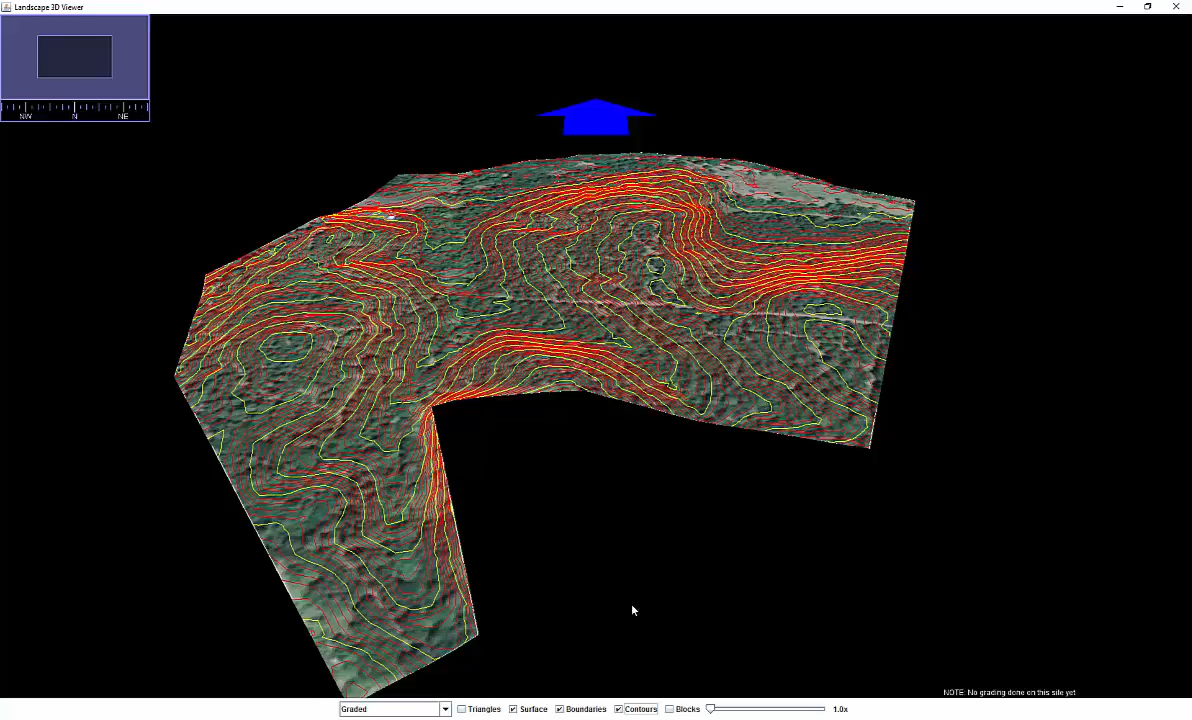 Landscape 3D Viewer
NW N NE
NOTE: No grading done on this site yet
Graded Triangles Surface Boundaries Contours Blocks 1.0x